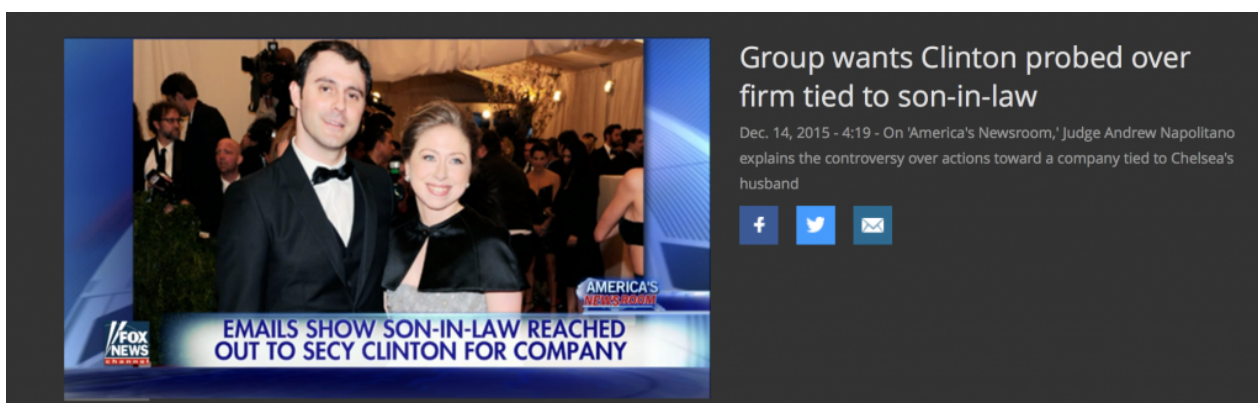 Group wants Clinton probed over
firm tied to son-in-law
Dec. 14, 2015 - 4:19 - On 'America's Newsroom,' Judge Andrew Napolitano
explains the controversy over actions toward a company tied to Chelsea's
husband
f
AMERICA'S
NEWSROOM
EMAILS SHOW SON-IN-LAW REACHED
OUT TO SECY CLINTON FOR COMPANY
FOX
NEWS
channel